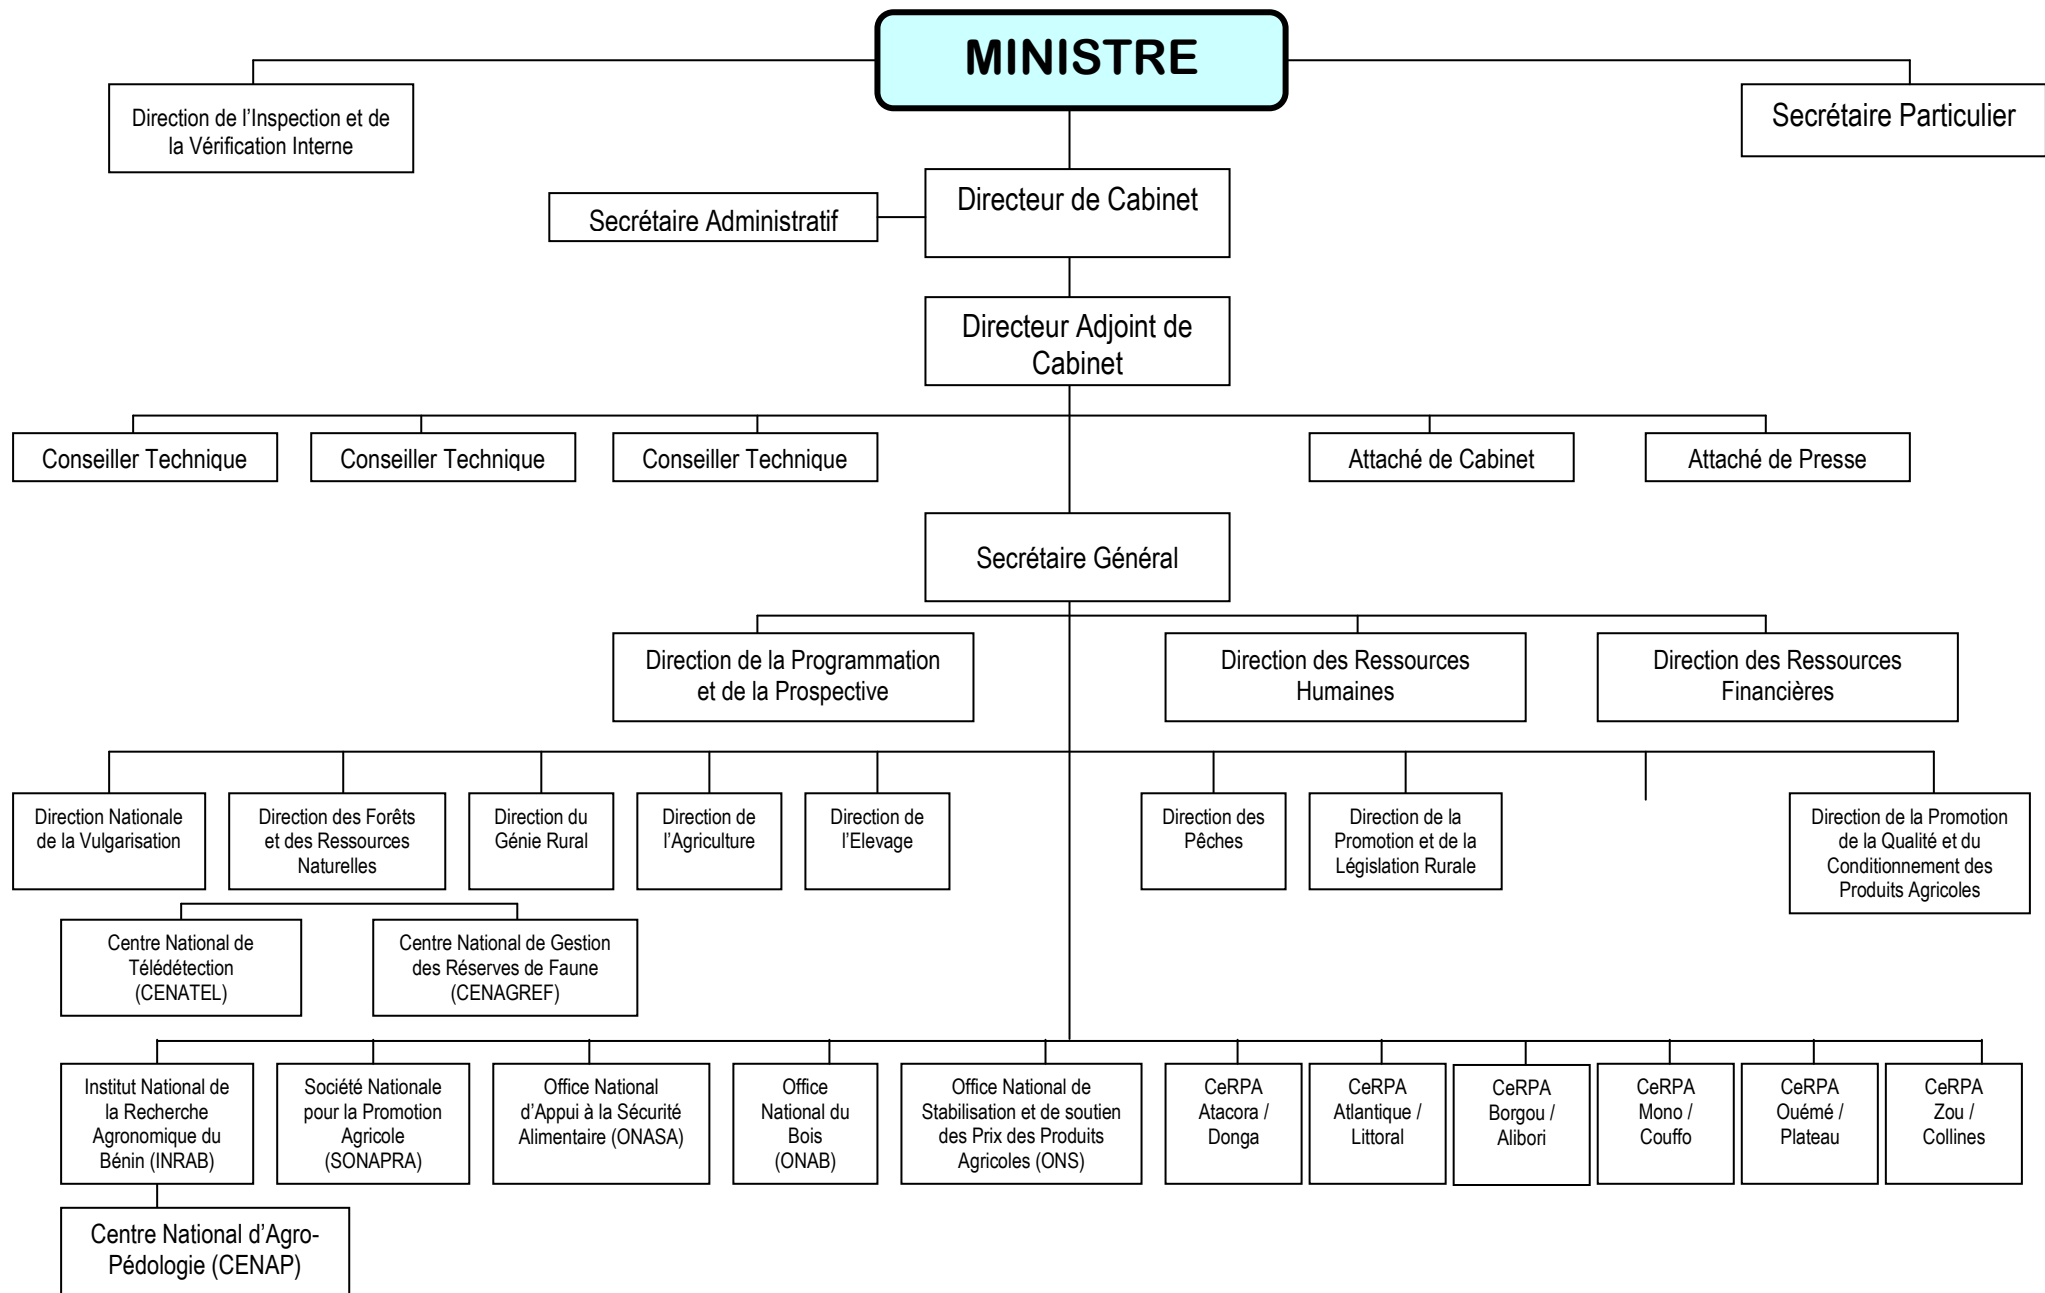 MINISTRE
Direction de l’Inspection et de
la Vérification Interne
Secrétaire Particulier
Directeur de Cabinet
Secrétaire Administratif
Directeur Adjoint de
Cabinet
Conseiller Technique
Conseiller Technique
Conseiller Technique
Attaché de Cabinet
Attaché de Presse
Secrétaire Général
Direction de la Programmation
et de la Prospective
Direction des Ressources
Humaines
Direction des Ressources
Financières
Direction Nationale
de la Vulgarisation
Direction des Forêts
et des Ressources
Naturelles
Direction du
Génie Rural
Direction de
l’Agriculture
Direction de
l’Elevage
Direction des
Pêches
Direction de la
Promotion et de la
Législation Rurale
Direction de la Promotion
de la Qualité et du
Conditionnement des
Produits Agricoles
Centre National de
Télédétection
(CENATEL)
Centre National de Gestion
des Réserves de Faune
(CENAGREF)
Institut National de
la Recherche
Agronomique du
Bénin (INRAB)
Société Nationale
pour la Promotion
Agricole
(SONAPRA)
Office National
d’Appui à la Sécurité
Alimentaire (ONASA)
Office
National du
Bois
(ONAB)
Office National de
Stabilisation et de soutien
des Prix des Produits
Agricoles (ONS)
CeRPA
Atacora /
Donga
CeRPA
Atlantique /
Littoral
CeRPA
Borgou /
Alibori
CeRPA
Mono /
Couffo
CeRPA
Ouémé /
Plateau
CeRPA
Zou /
Collines
Centre National d’Agro-
Pédologie (CENAP)